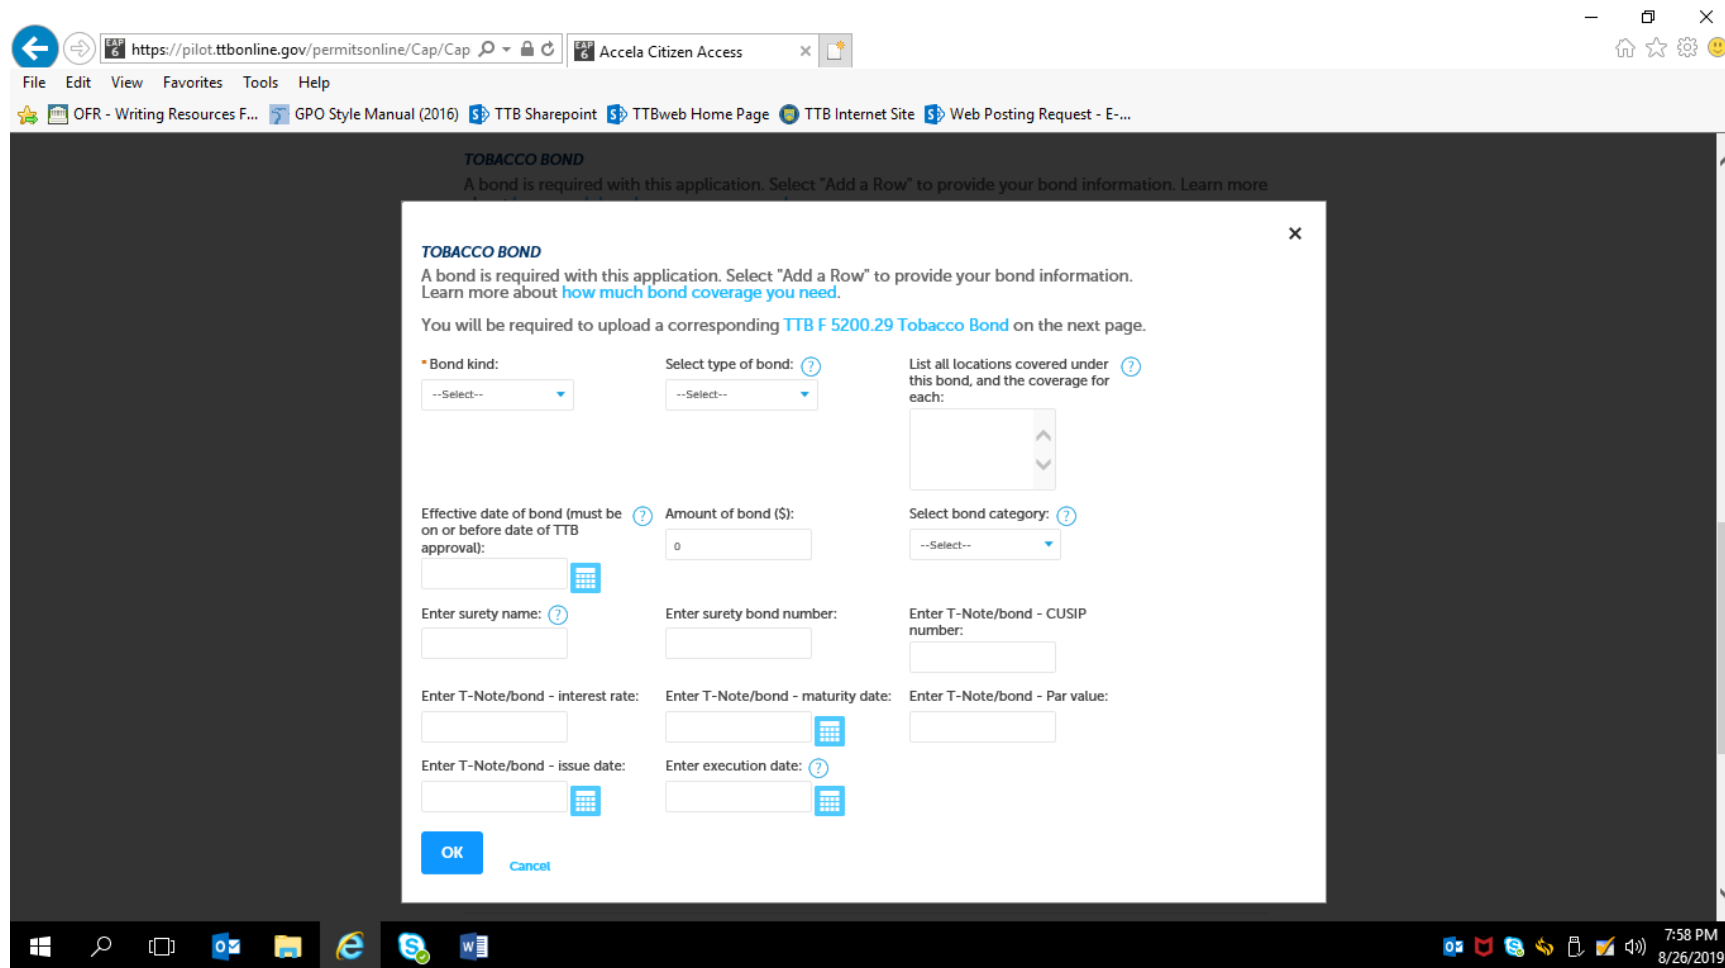 https://pilot.ttbonline.gov/permitsonline/Cap/Cap
Accela Citizen Access
File Edit View Favorites Tools Help
OFR - Writing Resources F... GPO Style Manual (2016) TTB Sharepoint TTBweb Home Page TTB Internet Site Web Posting Request - E-...
TOBACCO BOND
A bond is required with this application. Select "Add a Row" to provide your bond information. Learn more
TOBACCO BOND
A bond is required with this application. Select "Add a Row" to provide your bond information.
Learn more about how much bond coverage you need.
You will be required to upload a corresponding TTB F 5200.29 Tobacco Bond on the next page.
* Bond kind:
--Select--
Select type of bond: ?
--Select--
List all locations covered under ?
this bond, and the coverage for
each:
Effective date of bond (must be ?
on or before date of TTB
approval):
Amount of bond ($):
0
Select bond category: ?
--Select--
Enter surety name: ?
Enter surety bond number:
Enter T-Note/bond - CUSIP
number:
Enter T-Note/bond - interest rate:
Enter T-Note/bond - maturity date:
Enter T-Note/bond - Par value:
Enter T-Note/bond - issue date:
Enter execution date: ?
OK
Cancel
7:58 PM
8/26/2019